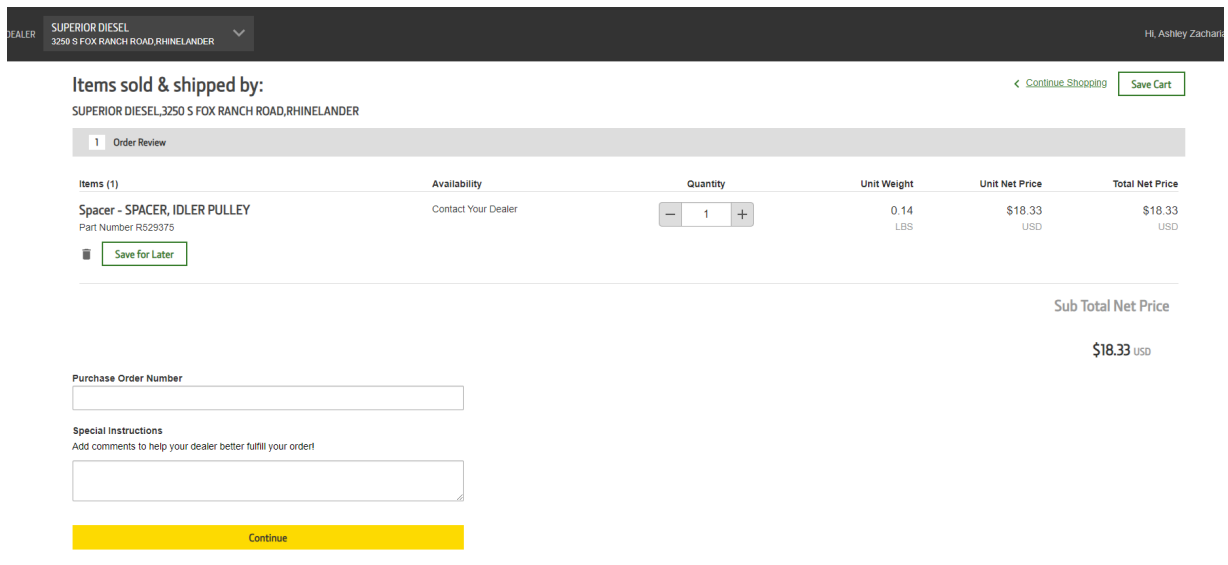 DEALER
SUPERIOR DIESEL
3250 S FOX RANCH ROAD,RHINELANDER
Hi, Ashley Zacharia
Items sold & shipped by:
Continue Shopping
Save Cart
SUPERIOR DIESEL,3250 S FOX RANCH ROAD,RHINELANDER
1 Order Review
Items (1) Availability Quantity Unit Weight Unit Net Price Total Net Price
Spacer - SPACER, IDLER PULLEY Contact Your Dealer 1 0.14 $18.33 $18.33
Part Number R529375 LBS USD USD
Save for Later
Sub Total Net Price
$18.33 USD
Purchase Order Number
Special Instructions
Add comments to help your dealer better fulfill your order!
Continue